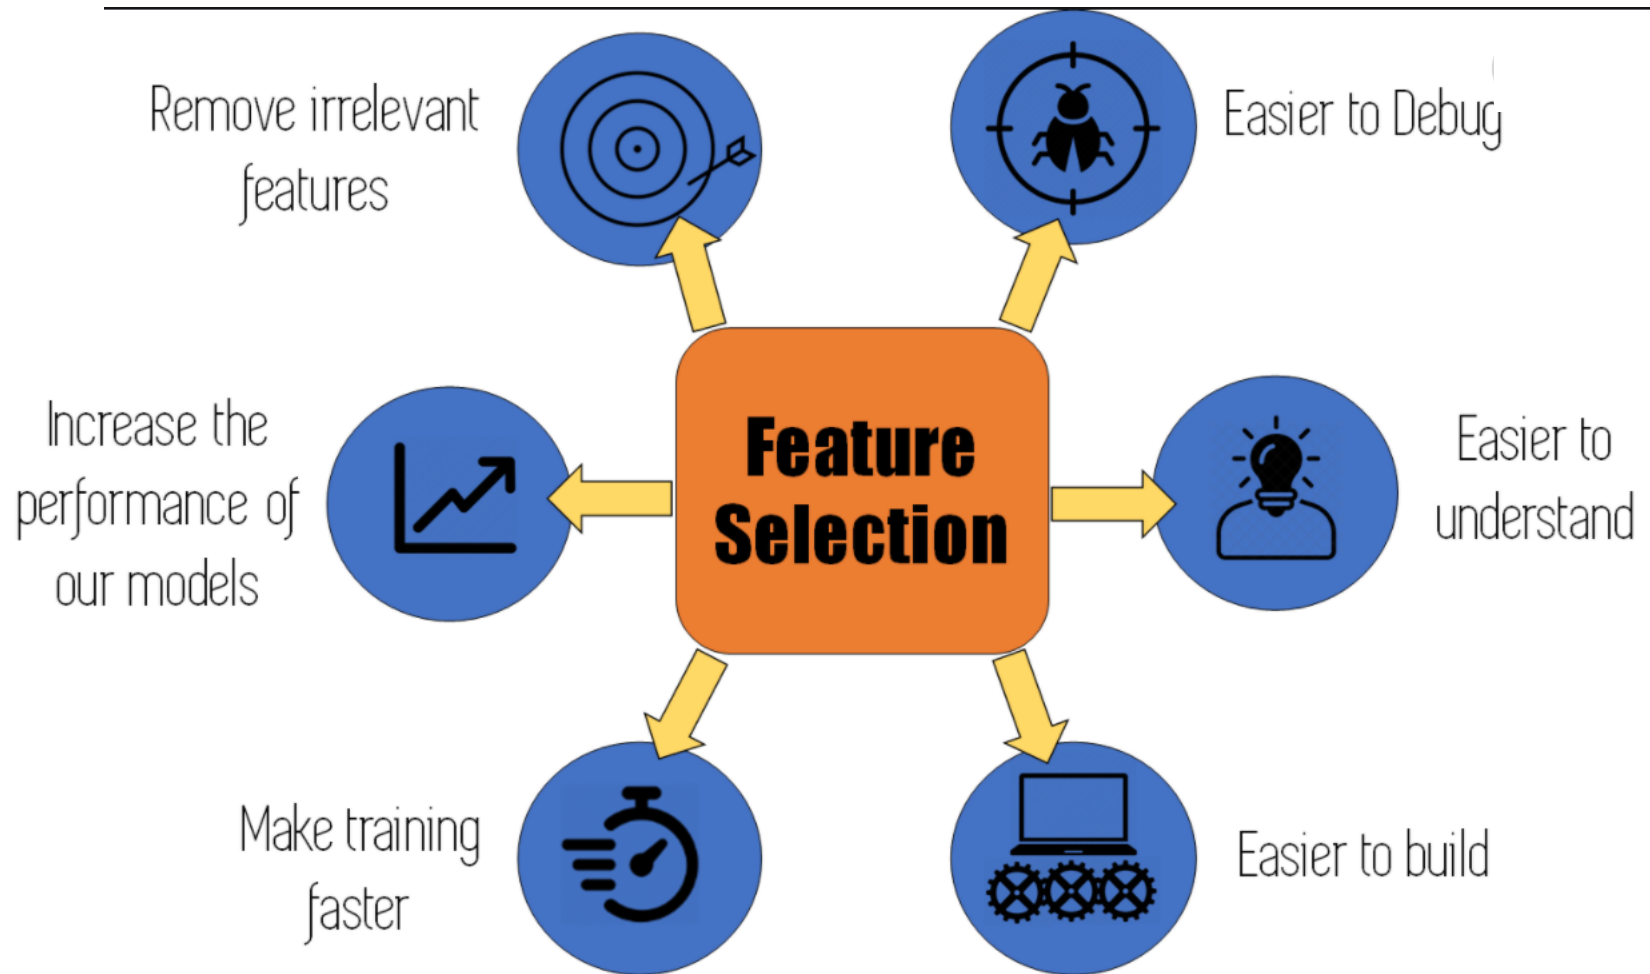 Remove irrelevant
features
Easier to Debug
Increase the
performance of
our models
Feature
Selection
Easier to
understand
Make training
faster
Easier to build